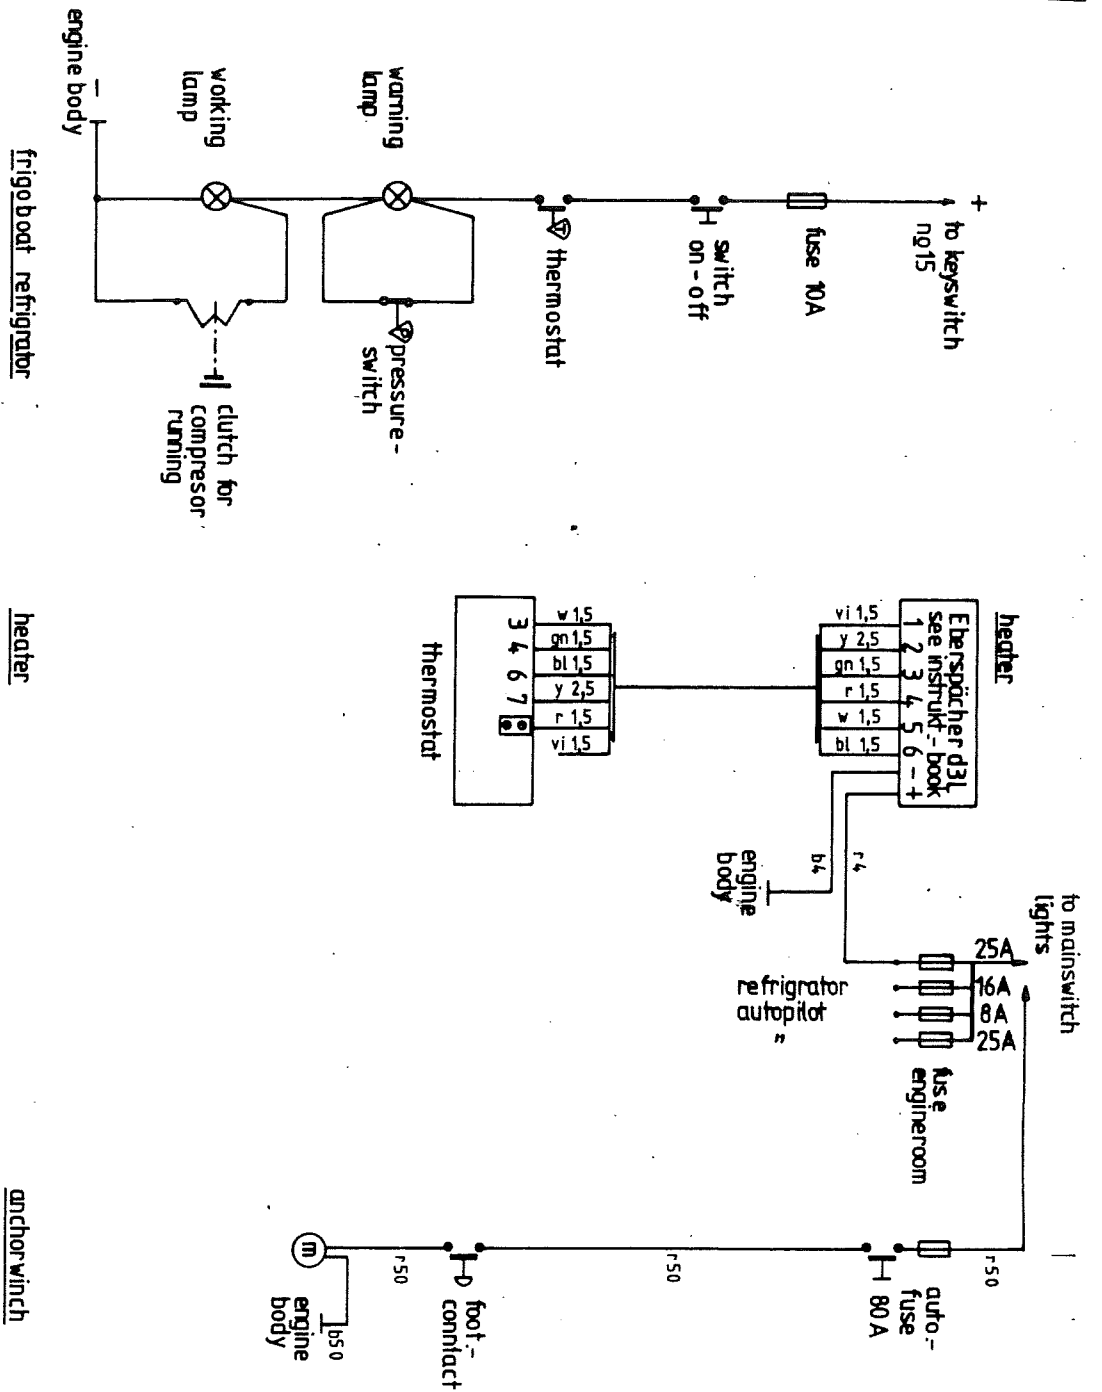 +
to keyswitch
no 15
fuse 10A
switch
on-off
thermostat
T
warning
lamp
pressure-
switch
working
lamp
clutch for
compresor
running
-
engine body
frigoboat refrigrator
heater
Eberspächer d3L
see instrukt.-book
1 2 3 4 5 6 - +
vi 1,5
y 2,5
gn 1,5
r 1,5
w 1,5
bl 1,5
w 1,5
gn 1,5
bl 1,5
y 2,5
r 1,5
vi 1,5
3 4 6 7
thermostat
r4
b4
engine
body
heater
to mainswitch
lights
25A
16A
8A
25A
refrigrator
autopilot
"
fuse
engineroom
r50
auto.-
fuse
80A
r50
foot.-
conntact
r50
m
b50
engine
body
anchorwinch